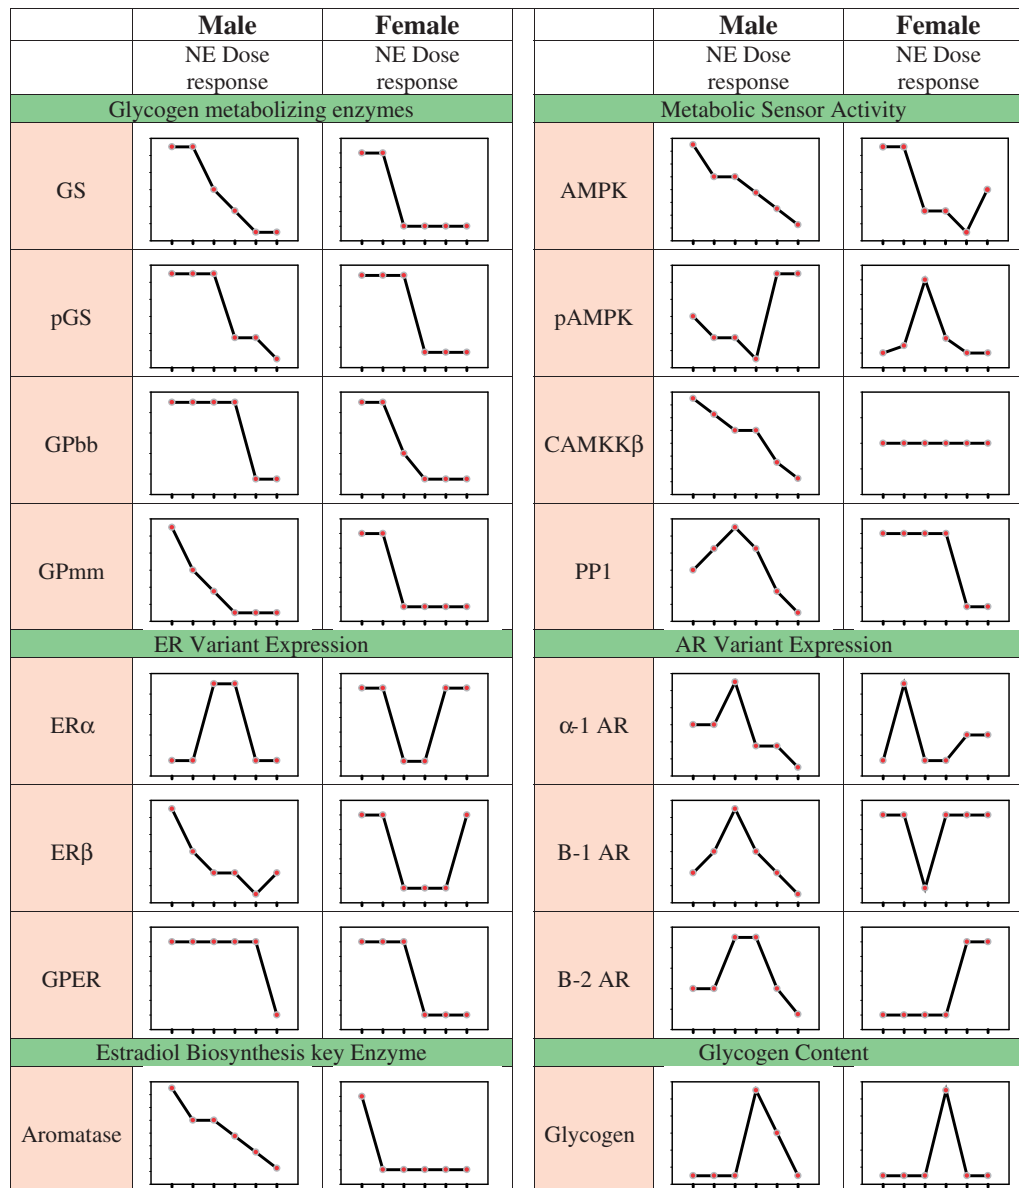 Male Female
NE Dose response NE Dose response
Glycogen metabolizing enzymes
GS
pGS
GPbb
GPmm
ER Variant Expression
ERα
ERβ
GPER
Estradiol Biosynthesis key Enzyme
Aromatase
Male Female
NE Dose response NE Dose response
Metabolic Sensor Activity
AMPK
pAMPK
CAMKKβ
PP1
AR Variant Expression
α-1 AR
B-1 AR
B-2 AR
Glycogen Content
Glycogen